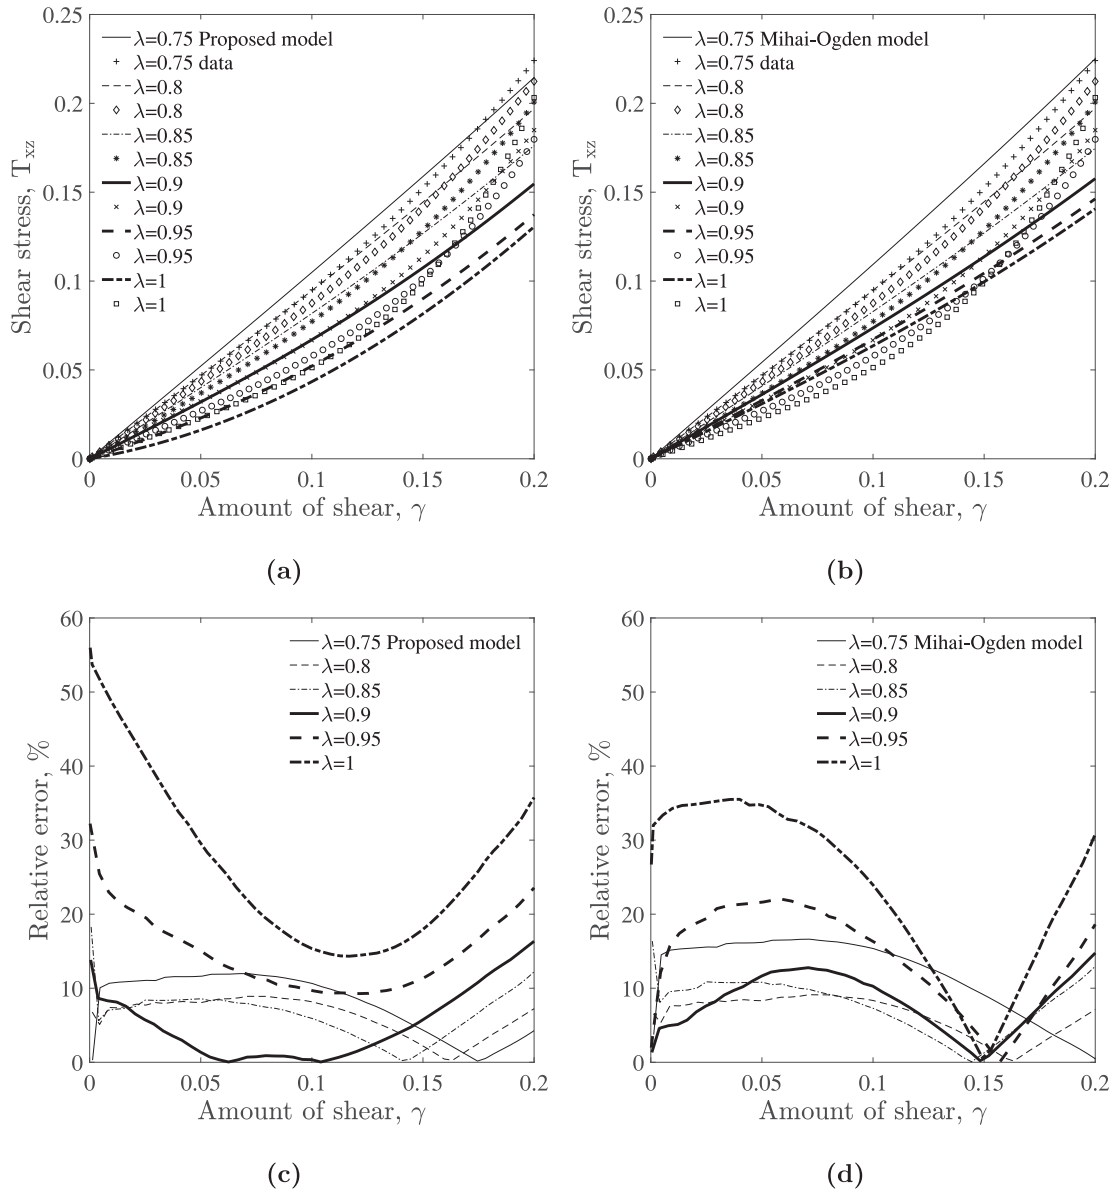 0.25
0.2
0.15
0.1
0.05
0
Shear stress, T_xz
λ=0.75 Proposed model
λ=0.75 data
λ=0.8
λ=0.8
λ=0.85
λ=0.85
λ=0.9
λ=0.9
λ=0.95
λ=0.95
λ=1
λ=1
0 0.05 0.1 0.15 0.2
Amount of shear, γ
(a)
0.25
0.2
0.15
0.1
0.05
0
Shear stress, T_xz
λ=0.75 Mihai-Ogden model
λ=0.75 data
λ=0.8
λ=0.8
λ=0.85
λ=0.85
λ=0.9
λ=0.9
λ=0.95
λ=0.95
λ=1
λ=1
0 0.05 0.1 0.15 0.2
Amount of shear, γ
(b)
60
50
40
30
20
10
0
Relative error, %
λ=0.75 Proposed model
λ=0.8
λ=0.85
λ=0.9
λ=0.95
λ=1
0 0.05 0.1 0.15 0.2
Amount of shear, γ
(c)
60
50
40
30
20
10
0
Relative error, %
λ=0.75 Mihai-Ogden model
λ=0.8
λ=0.85
λ=0.9
λ=0.95
λ=1
0 0.05 0.1 0.15 0.2
Amount of shear, γ
(d)